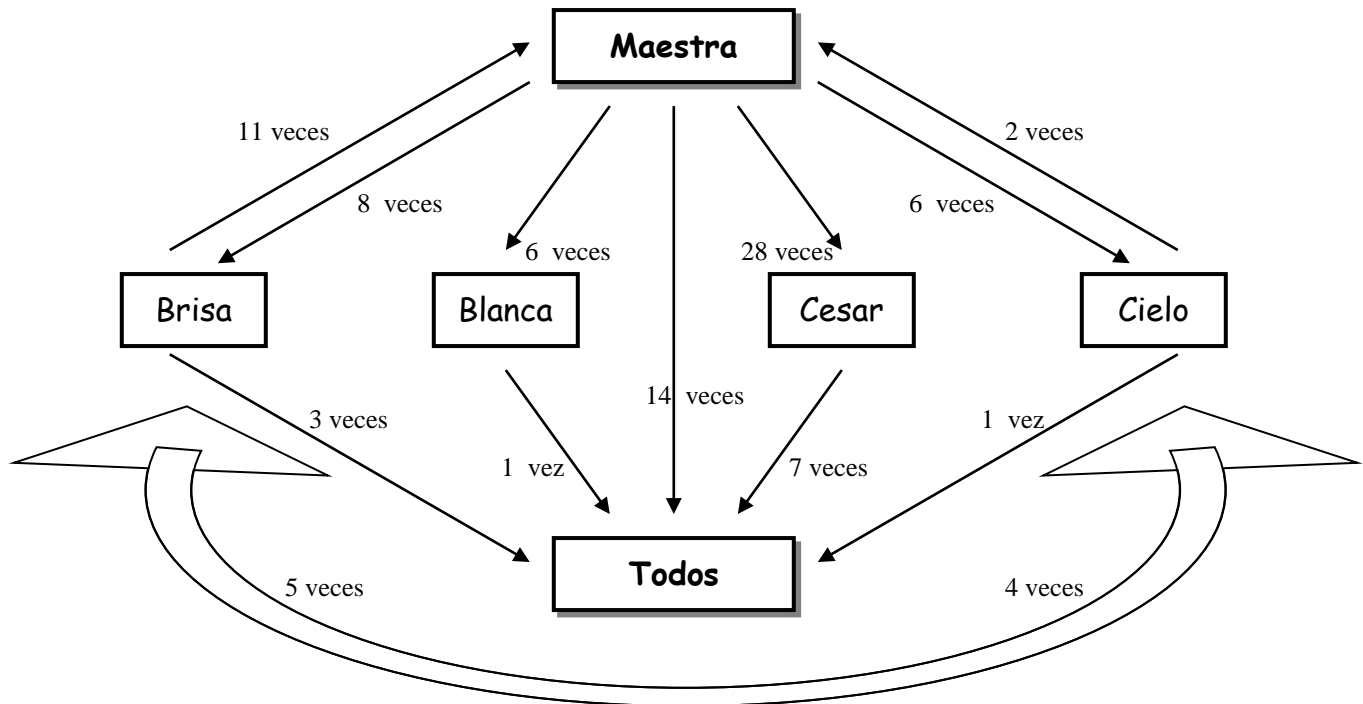 Maestra
11 veces
2 veces
8 veces
6 veces
6 veces
28 veces
Brisa
Blanca
Cesar
Cielo
14 veces
3 veces
1 vez
1 vez
7 veces
Todos
5 veces
4 veces